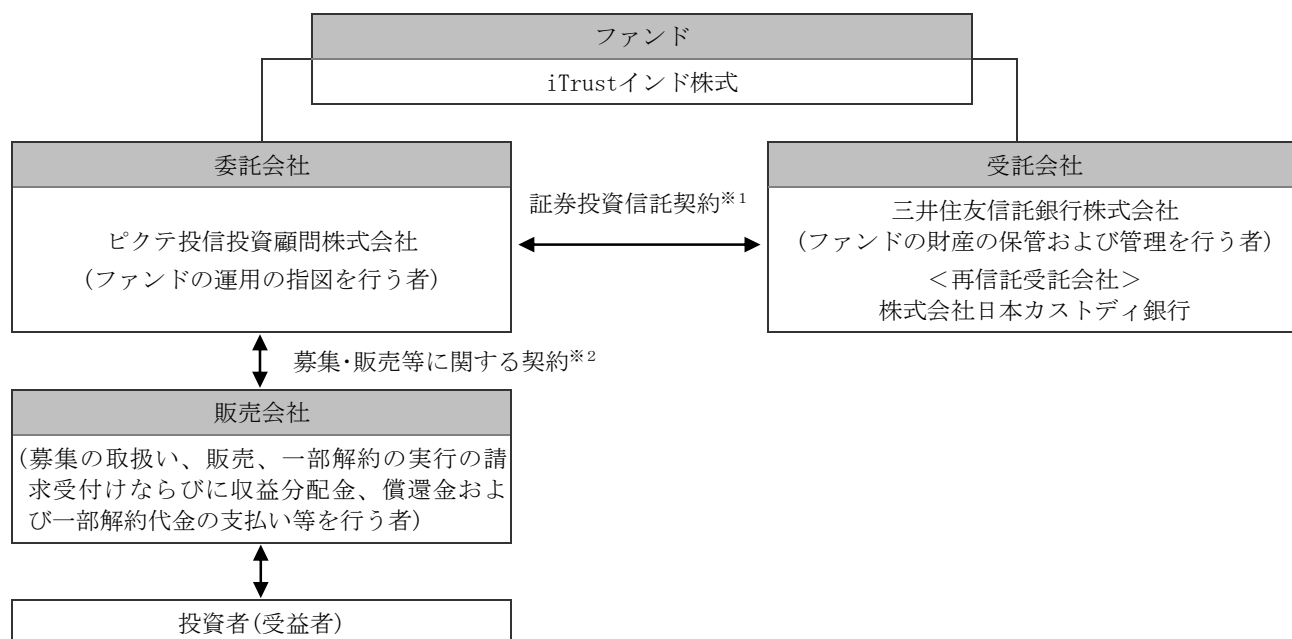 ファンド
iTrustインド株式
委託会社
ピクテ投信投資顧問株式会社
(ファンドの運用の指図を行う者)
証券投資信託契約※1
受託会社
三井住友信託銀行株式会社
(ファンドの財産の保管および管理を行う者)
＜再信託受託会社＞
株式会社日本カストディ銀行
募集･販売等に関する契約※2
販売会社
(募集の取扱い、販売、一部解約の実行の請
求受付けならびに収益分配金、償還金およ
び一部解約代金の支払い等を行う者)
投資者(受益者)